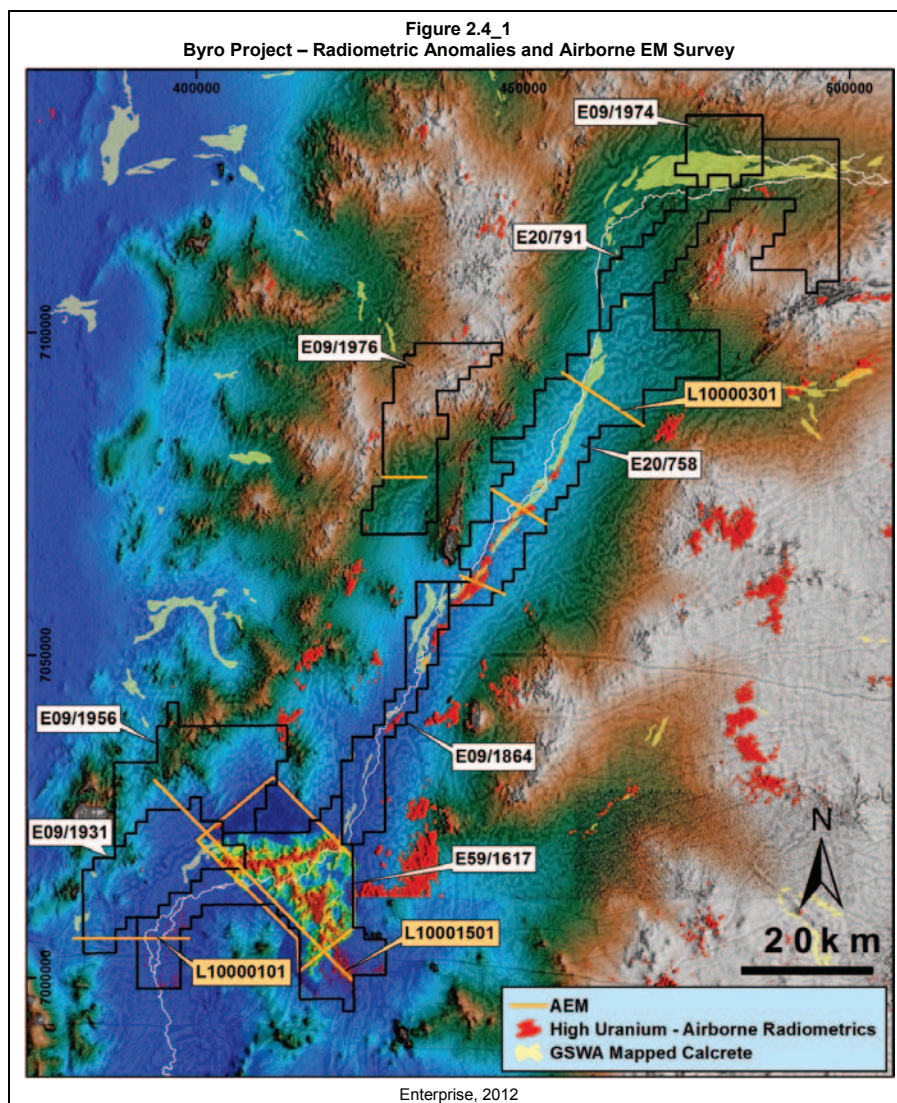 Figure 2.4_1
Byro Project – Radiometric Anomalies and Airborne EM Survey
400000
450000
500000
E09/1974
E20/791
7100000
E09/1976
L10000301
E20/758
7050000
E09/1956
E09/1864
E09/1931
E59/1617
N
20km
L10001501
L10000101
7000000
AEM
High Uranium - Airborne Radiometrics
GSWA Mapped Calcrete
Enterprise, 2012